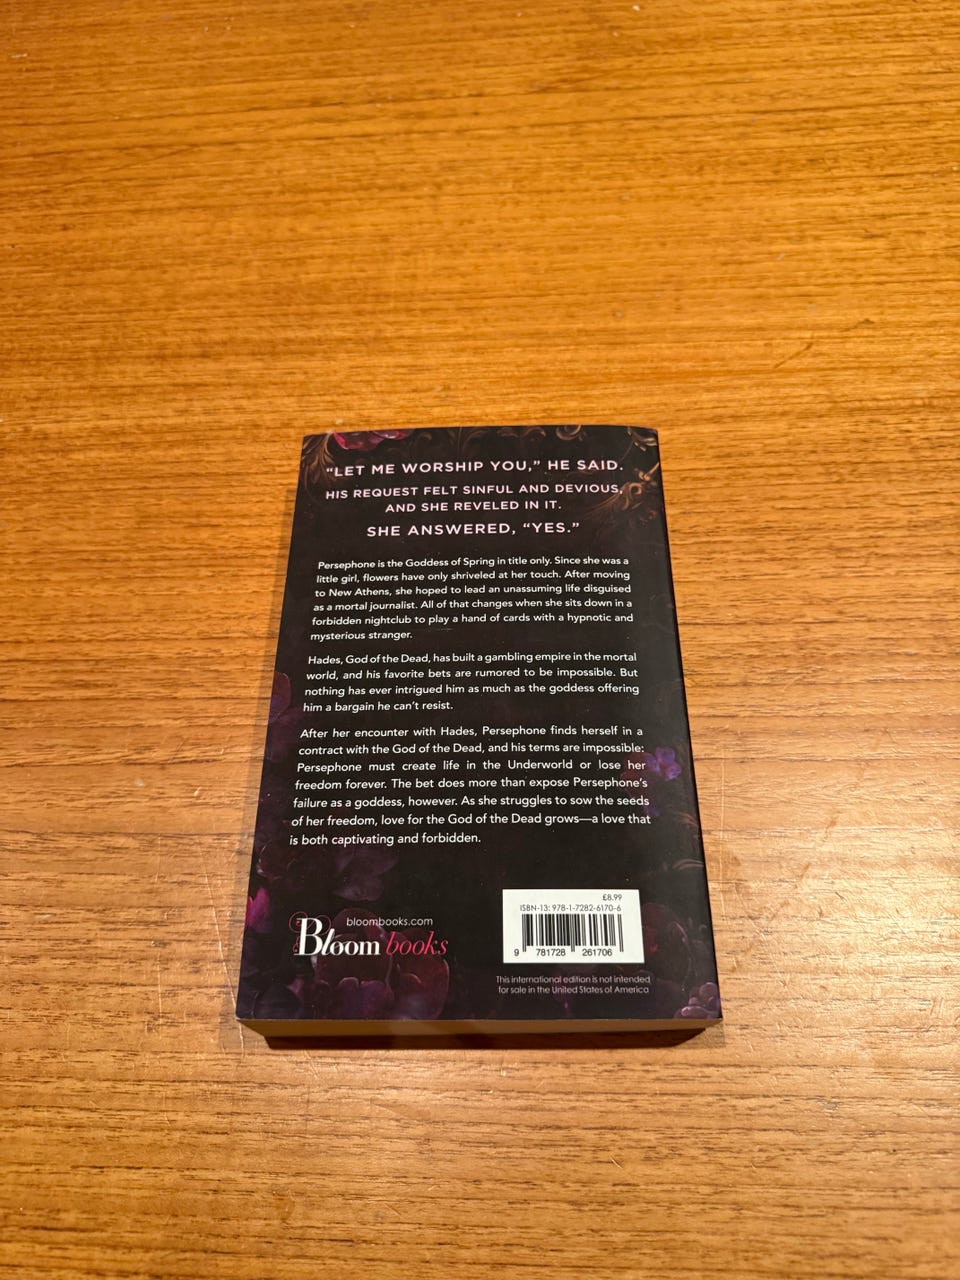 “LET ME WORSHIP YOU,” HE SAID.
HIS REQUEST FELT SINFUL AND DEVIOUS,
AND SHE REVELED IN IT.
SHE ANSWERED, “YES.”
Persephone is the Goddess of Spring in title only. Since she was a
little girl, flowers have only shriveled at her touch. After moving
to New Athens, she hoped to lead an unassuming life disguised
as a mortal journalist. All of that changes when she sits down in a
forbidden nightclub to play a hand of cards with a hypnotic and
mysterious stranger.
Hades, God of the Dead, has built a gambling empire in the mortal
world, and his favorite bets are rumored to be impossible. But
nothing has ever intrigued him as much as the goddess offering
him a bargain he can’t resist.
After her encounter with Hades, Persephone finds herself in a
contract with the God of the Dead, and his terms are impossible:
Persephone must create life in the Underworld or lose her
freedom forever. The bet does more than expose Persephone’s
failure as a goddess, however. As she struggles to sow the seeds
of her freedom, love for the God of the Dead grows—a love that
is both captivating and forbidden.
bloombooks.com
Bloom books
£8.99
ISBN-13: 978-1-7282-6170-6
9 781728 261706
This international edition is not intended
for sale in the United States of America